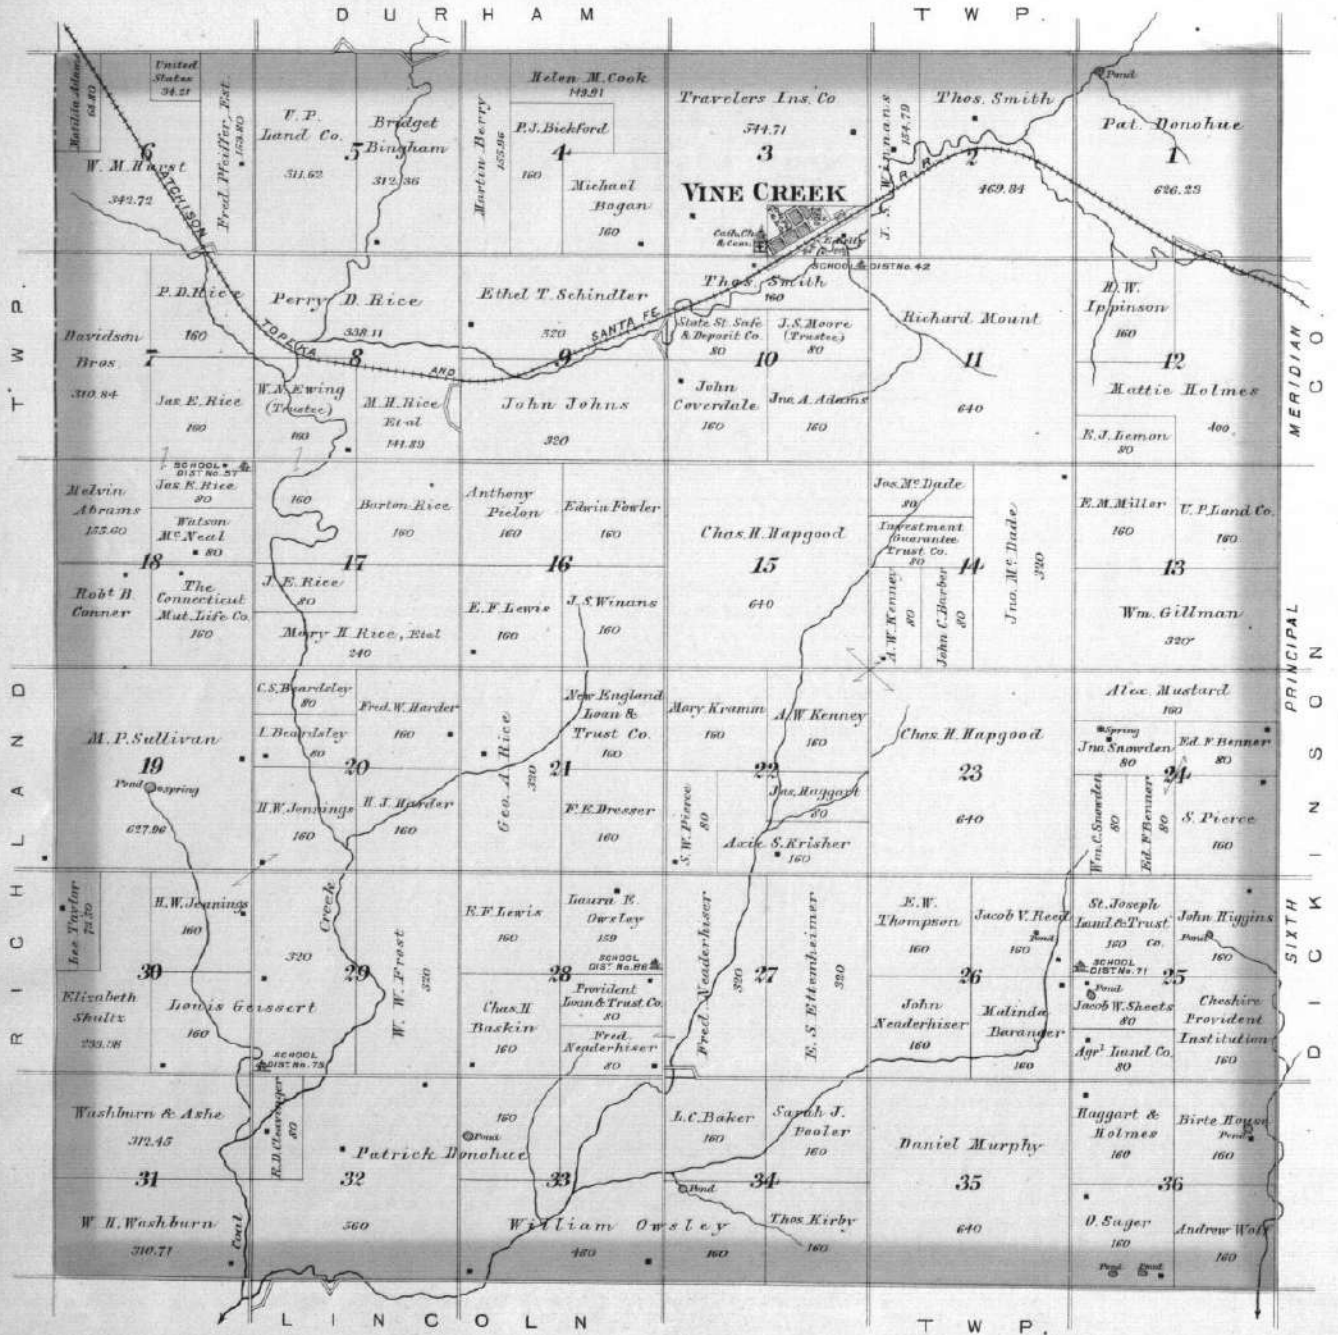 DURHAM TWP.
Matilda Adams
68.80
United
States
34.21
Fred. Pfeiffer, Est.
153.80
W. M. Hurst
6
342.72
U. P.
Land Co.
311.62
5
Bridget
Bingham
312.36
Martin Berry
155.96
Helen M. Cook
149.91
P. J. Bickford
160
4
Michael
Bogan
160
Travelers Ins. Co
544.71
3
VINE CREEK
Cath. Ch.
& Cem.
E. Kelly
SCHOOL DIST No. 42
J. S. Winnans
154.79
Thos. Smith
2
469.84
Pond
Pat. Donohue
1
626.23
ATCHISON
TOPEKA
AND
SANTA FE
R. R.
Davidson
Bros
310.84
7
P. D. Rice
160
Jas. E. Rice
160
Perry D. Rice
338.11
8
W. N. Ewing
(Trustee)
160
M. H. Rice
Et al
141.89
Ethel T. Schindler
320
9
John Johns
320
Thos. Smith
160
State St. Safe
& Deposit Co.
80
J. S. Moore
(Trustee)
80
10
John
Coverdale
160
Jno. A. Adams
160
Richard Mount
11
640
H. W.
Ippinson
160
12
Mattie Holmes
400
E. J. Lemon
80
SCHOOL
DIST No. 57
Melvin
Abrams
155.60
Jas. E. Rice
80
Watson
McNeal
80
18
Robt. B
Conner
The
Connecticut
Mut. Life Co.
160
160
Barton Rice
160
17
J. E. Rice
80
Mary H Rice, Etal
240
Anthony
Pielon
160
Edwin Fowler
160
16
E. F. Lewis
160
J. S. Winans
160
Chas. H. Hapgood
15
640
Jas. McDade
80
Investment
Guarantee
Trust Co.
80
14
A. W. Kenney
80
John C. Barber
80
Jno. McDade
320
E. M. Miller
160
U. P. Land Co.
160
13
Wm. Gillman
320
M. P. Sullivan
19
Pond
Spring
627.96
C. S. Beardsley
80
I. Beardsley
80
Fred. W. Harder
160
20
H. W. Jennings
160
H. J. Harder
160
Geo. A. Rice
320
New England
Loan &
Trust Co.
160
21
F. E. Dresser
160
Mary Kramm
160
A. W. Kenney
160
22
S. W. Pierce
80
Jas. Haggart
80
Axie S. Krisher
160
Chas. H. Hapgood
23
640
Alex. Mustard
160
Spring
Jno. Snowden
80
Ed. F. Benner
80
24
Wm. C. Snowden
80
Ed. F Benner
80
S. Pierce
160
Lee Taylor
H. W. Jennings
160
30
Elizabeth
Shultz
Louis Geissert
160
320
Creek
29
W. W. Frost
320
SCHOOL
DIST No. 75
E. F. Lewis
160
Laura E.
Owsley
159
SCHOOL
DIST No. 86
28
Chas. H
Baskin
160
Provident
Loan & Trust Co.
80
Fred.
Neaderhiser
80
Fred. Neaderhiser
320
27
E. S Ettenheimer
320
E. W.
Thompson
160
Jacob V. Reed
160
Pond
26
John
Neaderhiser
160
Malinda
Baranger
160
St. Joseph
Land & Trust
Co.
160
John Higgins
Pond
160
SCHOOL
DIST No. 71
25
Pond
Jacob W. Sheets
80
Agrl Land Co.
80
Cheshire
Provident
Institution
160
Washburn & Ashe
312.45
31
W. H. Washburn
310.71
Coal
R. D. Cleavinger
80
32
Patrick Donohue
560
160
Pond
33
William Owsley
480
L. C. Baker
160
Sarah J.
Pooler
160
34
Pond
160
Thos. Kirby
160
Daniel Murphy
35
640
Haggart &
Holmes
160
Birte House
Pond
160
36
O. Sager
160
Pond
Pond
Andrew Wolf
160
RICHLAND TWP.
SIXTH PRINCIPAL MERIDIAN
DICKINSON CO.
LINCOLN TWP.